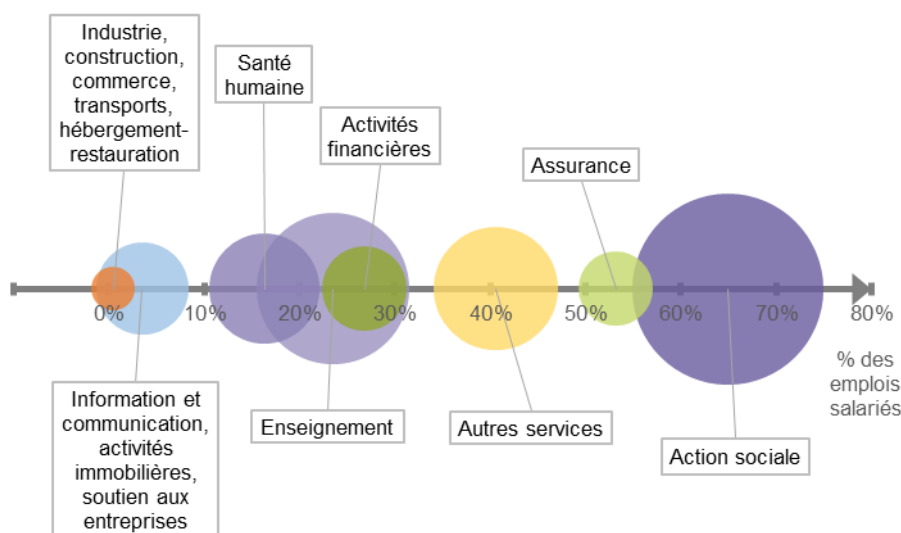 Industrie,
construction,
commerce,
transports,
hébergement-
restauration
Santé
humaine
Activités
financières
Assurance
0%
10%
20%
30%
40%
50%
60%
70%
80%
% des
emplois
salariés
Information et
communication,
activités
immobilières,
soutien aux
entreprises
Enseignement
Autres services
Action sociale